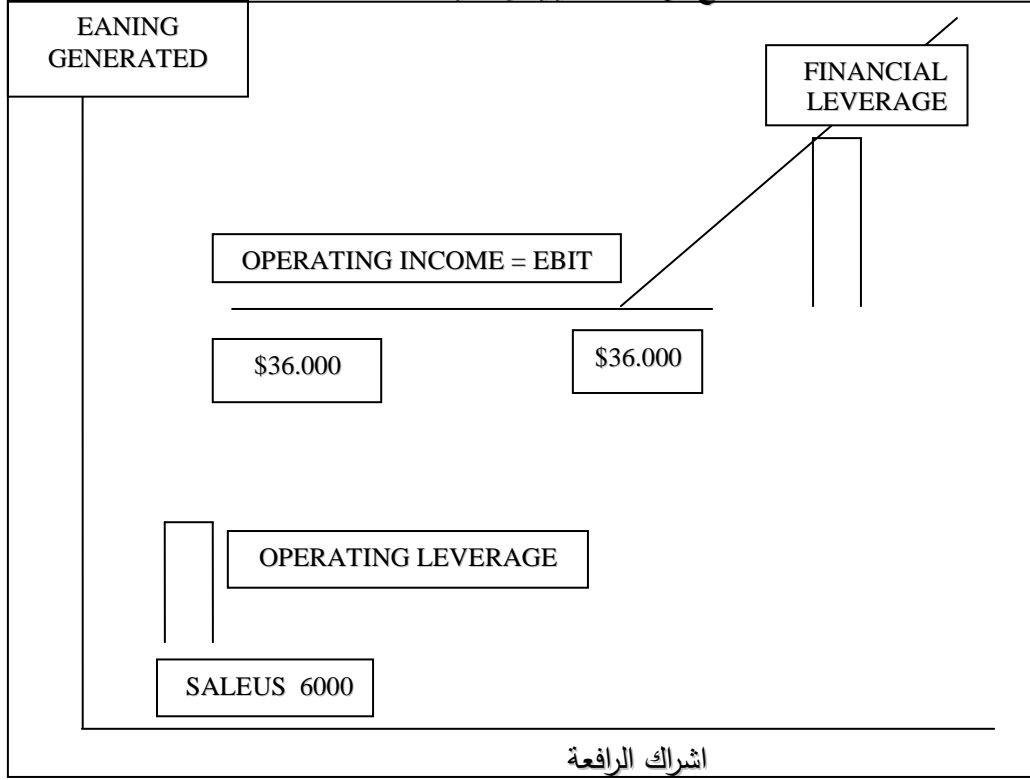 EANING
GENERATED
FINANCIAL
LEVERAGE
OPERATING INCOME = EBIT
$36.000
$36.000
OPERATING LEVERAGE
SALEUS 6000
اشراك الرافعة